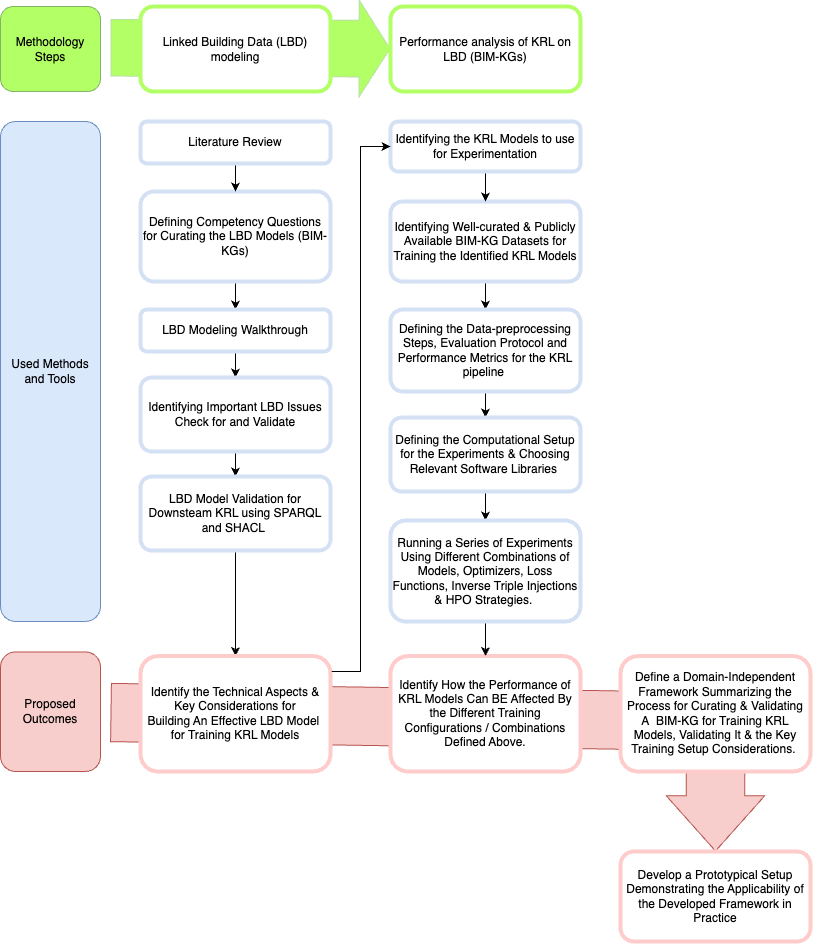 Methodology
Steps
Linked Building Data (LBD)
modeling
Performance analysis of KRL on
LBD (BIM-KGs)
Used Methods
and Tools
Literature Review
Defining Competency Questions
for Curating the LBD Models (BIM-
KGs)
LBD Modeling Walkthrough
Identifying Important LBD Issues
Check for and Validate
LBD Model Validation for
Downsteam KRL using SPARQL
and SHACL
Identifying the KRL Models to use
for Experimentation
Identifying Well-curated & Publicly
Available BIM-KG Datasets for
Training the Identified KRL Models
Defining the Data-preprocessing
Steps, Evaluation Protocol and
Performance Metrics for the KRL
pipeline
Defining the Computational Setup
for the Experiments & Choosing
Relevant Software Libraries
Running a Series of Experiments
Using Different Combinations of
Models, Optimizers, Loss
Functions, Inverse Triple Injections
& HPO Strategies.
Proposed
Outcomes
Identify the Technical Aspects &
Key Considerations for
Building An Effective LBD Model
for Training KRL Models
Identify How the Performance of
KRL Models Can BE Affected By
the Different Training
Configurations / Combinations
Defined Above.
Define a Domain-Independent
Framework Summarizing the
Process for Curating & Validating
A BIM-KG for Training KRL
Models, Validating It & the Key
Training Setup Considerations.
Develop a Prototypical Setup
Demonstrating the Applicability of
the Developed Framework in
Practice